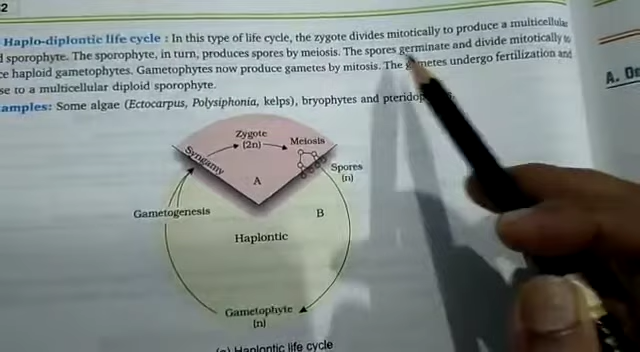 2
Haplo-diplontic life cycle : In this type of life cycle, the zygote divides mitotically to produce a multicellular
d sporophyte. The sporophyte, in turn, produces spores by meiosis. The spores germinate and divide mitotically to
ce haploid gametophytes. Gametophytes now produce gametes by mitosis. The gametes undergo fertilization and
se to a multicellular diploid sporophyte.
amples: Some algae (Ectocarpus, Polysiphonia, kelps), bryophytes and
A.
Zygote
(2n)
Meiosis
Syngamy
Spores
(n)
A
Gametogenesis
B
Haplontic
Gametophyte
(n)
Haplontic life cycle